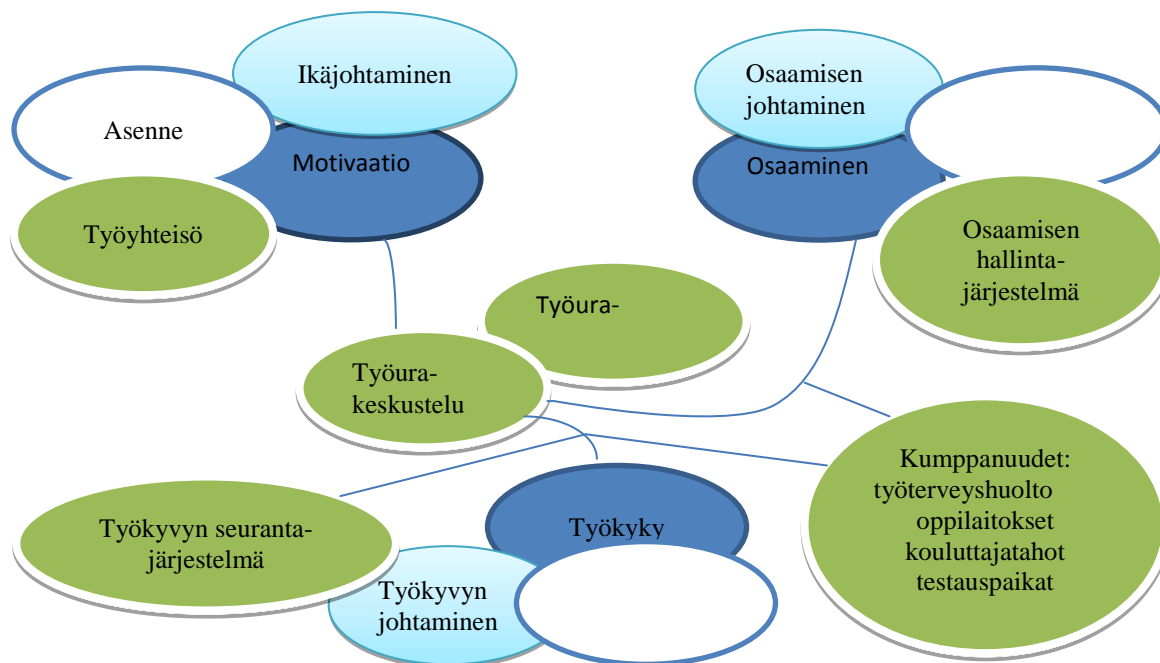 Ikäjohtaminen
Asenne
Motivaatio
Työyhteisö
Osaamisen
johtaminen
Osaaminen
Osaamisen
hallinta-
järjestelmä
Työura-
Työura-
keskustelu
Kumppanuudet:
työterveyshuolto
oppilaitokset
kouluttajatahot
testauspaikat
Työkyvyn seuranta-
järjestelmä
Työkyky
Työkyvyn
johtaminen